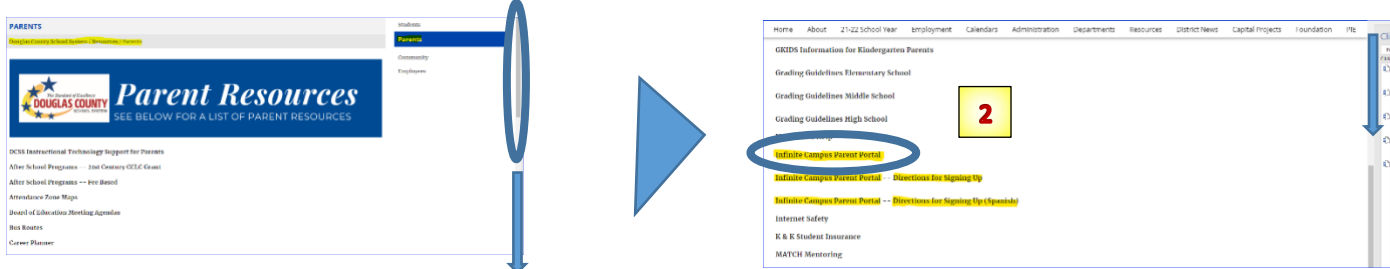 PARENTS
Douglas County School System / Resources / Parents
Students
Parents
Community
Employees
The Standard of Excellence
DOUGLAS COUNTY
SCHOOL SYSTEM
Parent Resources
SEE BELOW FOR A LIST OF PARENT RESOURCES
DCSS Instructional Technology Support for Parents
After School Programs -- 21st Century CCLC Grant
After School Programs -- Fee Based
Attendance Zone Maps
Board of Education Meeting Agendas
Bus Routes
Career Planner
Home About 21-22 School Year Employment Calendars Administration Departments Resources District News Capital Projects Foundation PIE
GKIDS Information for Kindergarten Parents
Grading Guidelines Elementary School
Grading Guidelines Middle School
Grading Guidelines High School
2
Infinite Campus Parent Portal
Infinite Campus Parent Portal -- Directions for Signing Up
Infinite Campus Parent Portal -- Directions for Signing Up (Spanish)
Internet Safety
K & K Student Insurance
MATCH Mentoring